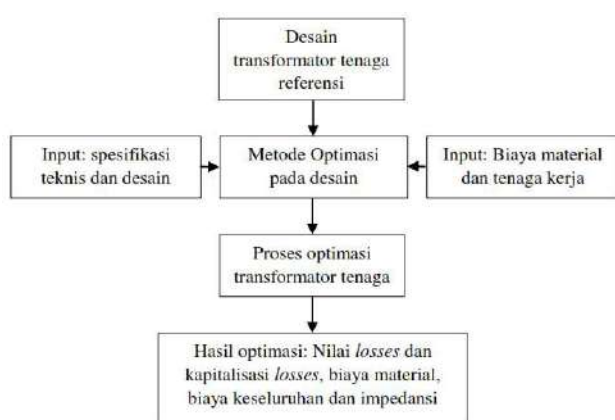 Desain
transformator tenaga
referensi
Input: spesifikasi
teknis dan desain
Metode Optimasi
pada desain
Input: Biaya material
dan tenaga kerja
Proses optimasi
transformator tenaga
Hasil optimasi: Nilai losses dan
kapitalisasi losses, biaya material,
biaya keseluruhan dan impedansi